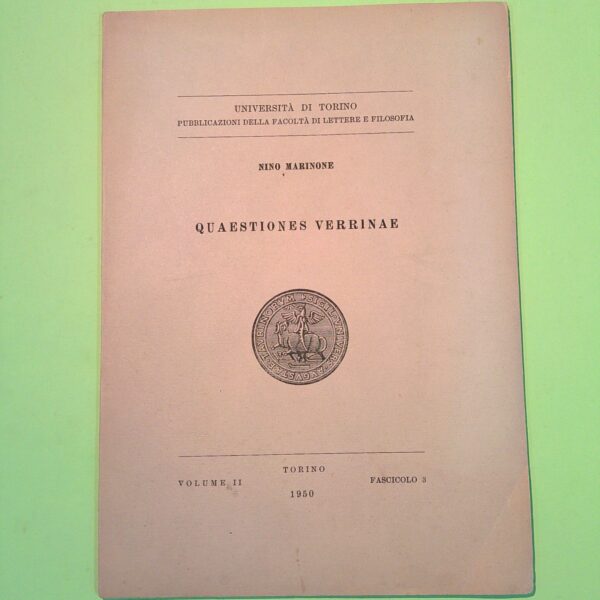 UNIVERSITÀ DI TORINO
PUBBLICAZIONI DELLA FACOLTÀ DI LETTERE E FILOSOFIA
NINO MARINONE
QUAESTIONES VERRINAE
TORINO
VOLUME II
FASCICOLO 3
1950